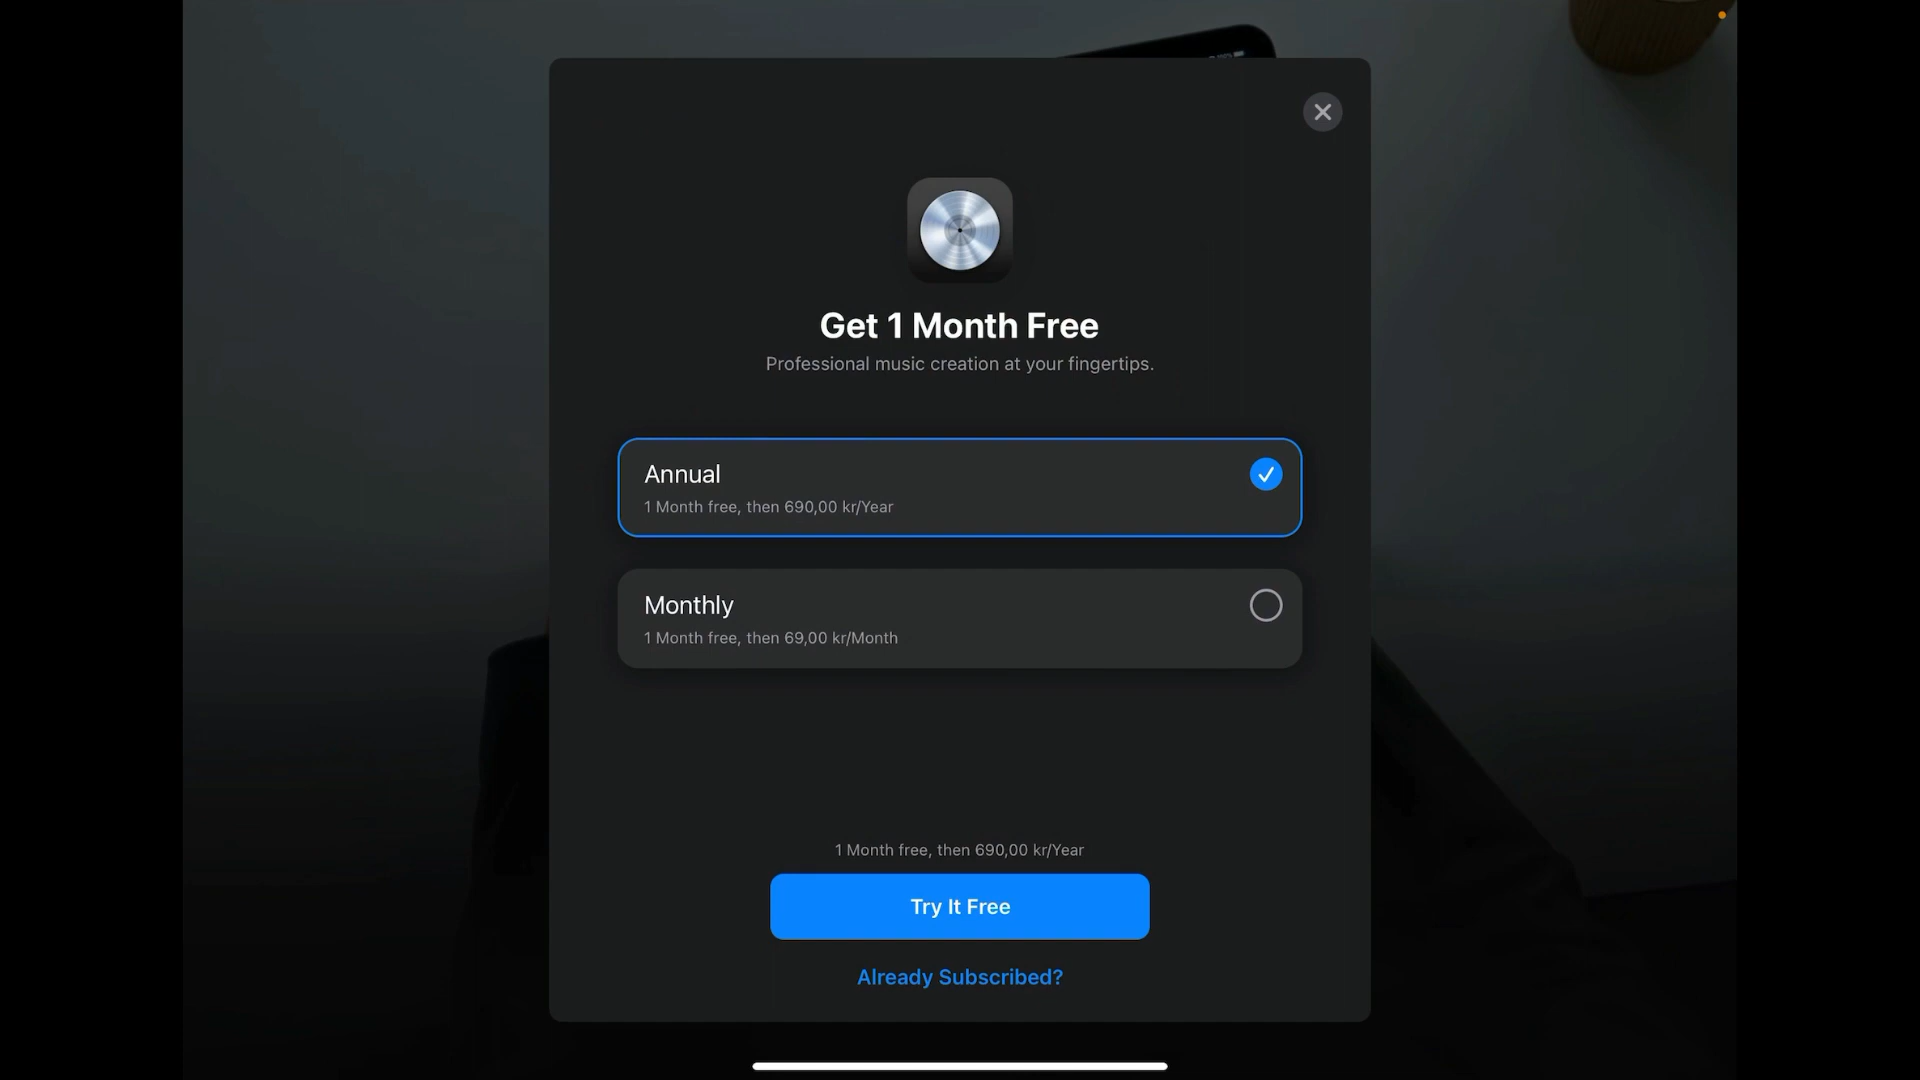 Get 1 Month Free
Professional music creation at your fingertips.
Annual
1 Month free, then 690,00 kr/Year
Monthly
1 Month free, then 69,00 kr/Month
1 Month free, then 690,00 kr/Year
Try It Free
Already Subscribed?